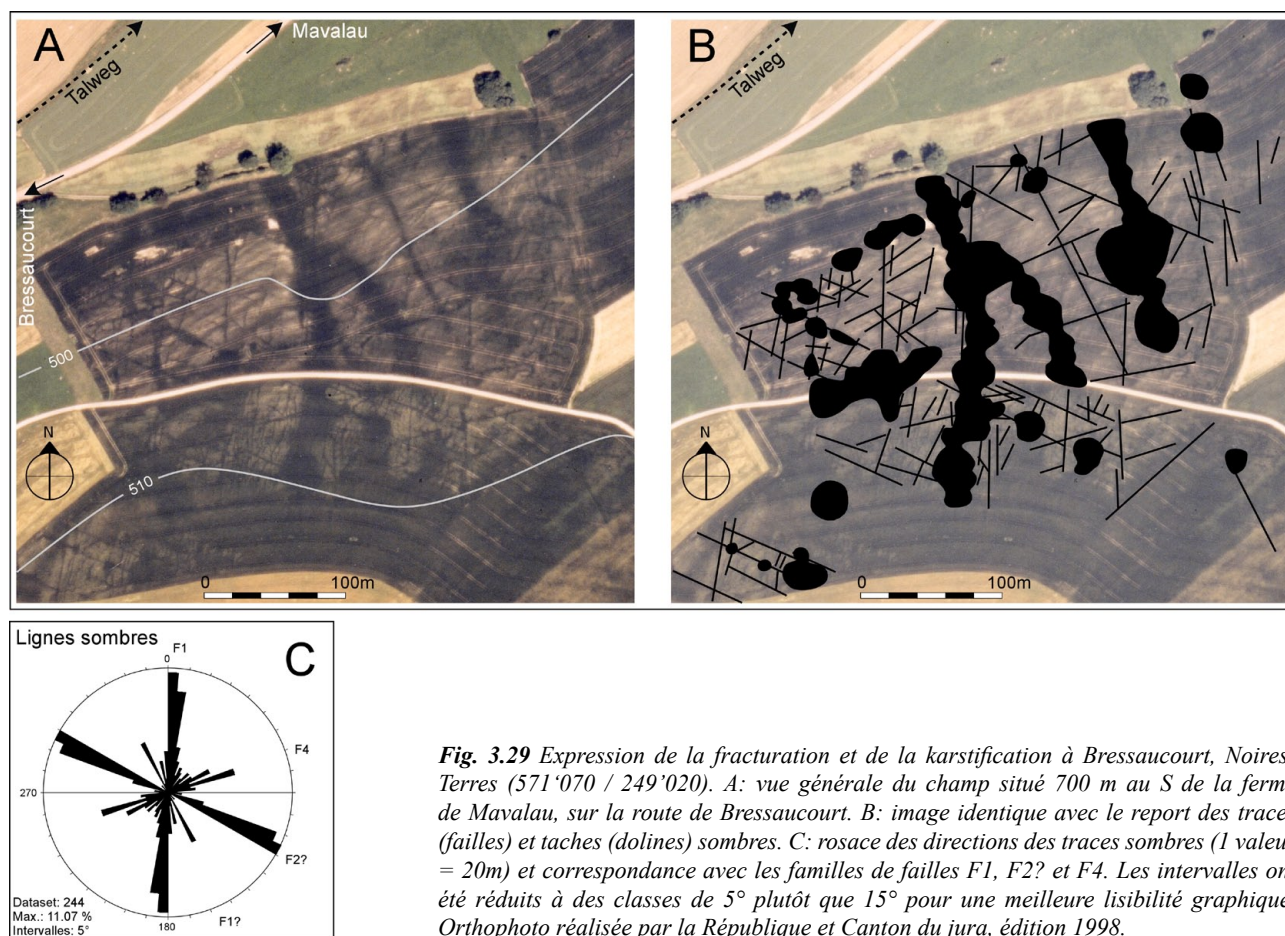 A
Mavalau
Talweg
Bressaucourt
500
510
N
0 100m
B
Talweg
N
0 100m
Lignes sombres
C
F1
0
F4
270
F2?
F1?
180
Dataset: 244
Max.: 11.07 %
Intervalles: 5°
Fig. 3.29 Expression de la fracturation et de la karstification à Bressaucourt, Noires
Terres (571‘070 / 249’020). A: vue générale du champ situé 700 m au S de la ferm
de Mavalau, sur la route de Bressaucourt. B: image identique avec le report des trace
(failles) et taches (dolines) sombres. C: rosace des directions des traces sombres (1 valeu
= 20m) et correspondance avec les familles de failles F1, F2? et F4. Les intervalles on
été réduits à des classes de 5° plutôt que 15° pour une meilleure lisibilité graphique
Orthophoto réalisée par la République et Canton du jura, édition 1998.